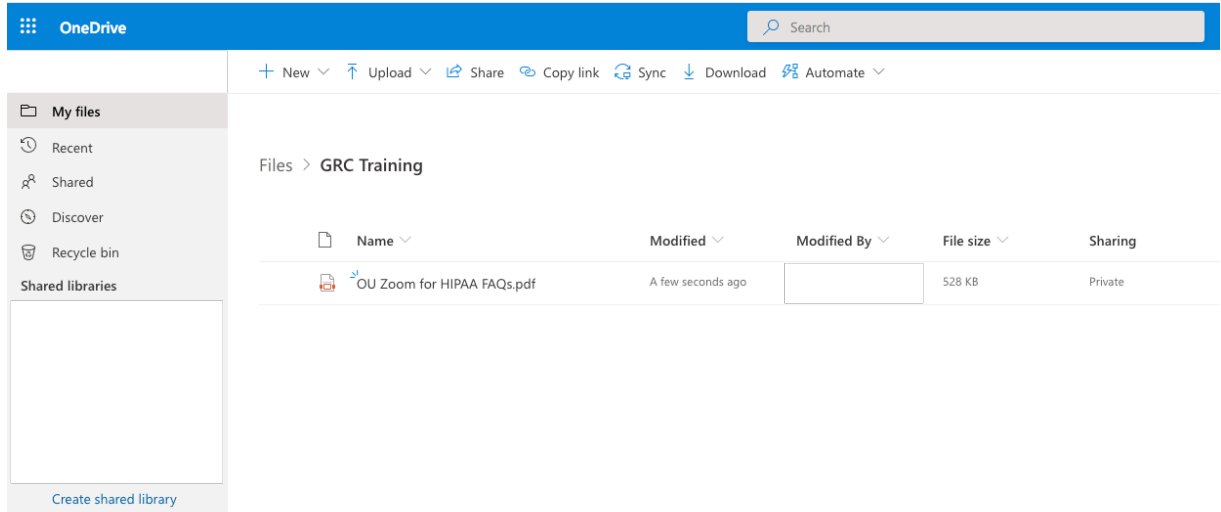 OneDrive
Search
New Upload Share Copy link Sync Download Automate
My files
Recent
Shared
Discover
Recycle bin
Shared libraries
Create shared library
Files > GRC Training
Name Modified Modified By File size Sharing
OU Zoom for HIPAA FAQs.pdf A few seconds ago 528 KB Private